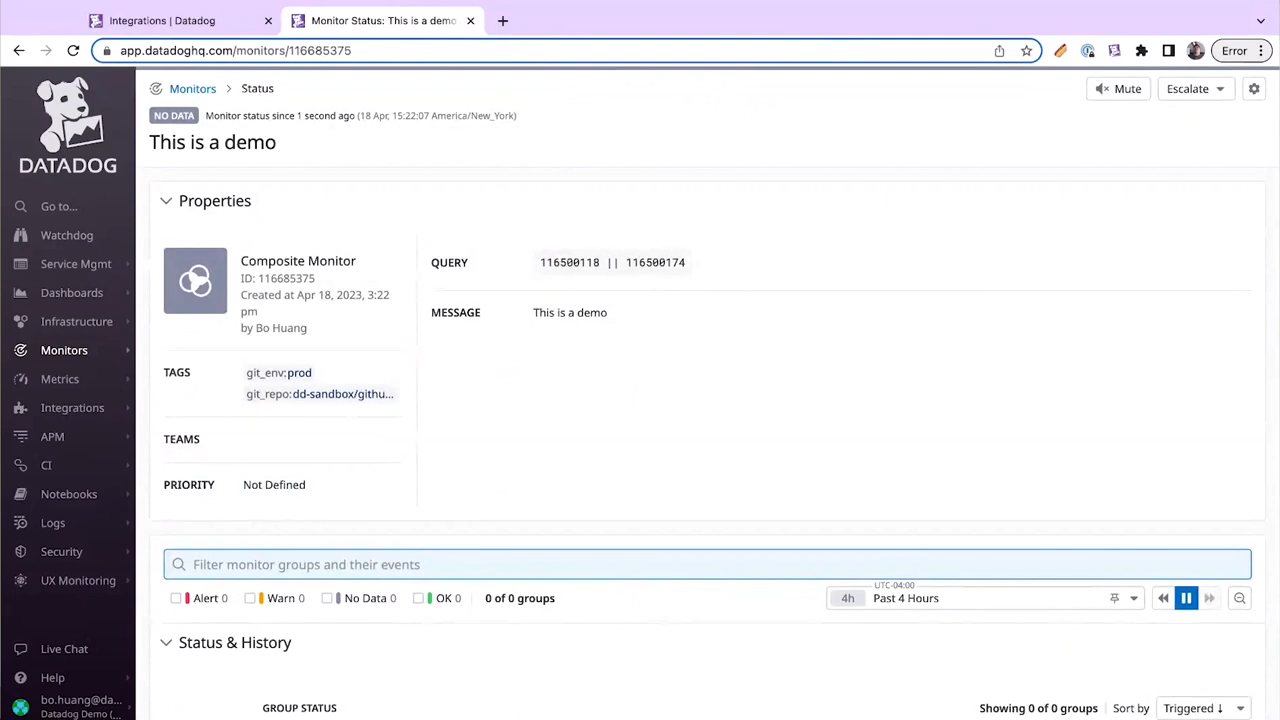 Integrations | Datadog
Monitor Status: This is a demo
app.datadoghq.com/monitors/116685375
Error
DATADOG
Go to...
Watchdog
Service Mgmt
Dashboards
Infrastructure
Monitors
Metrics
Integrations
APM
CI
Notebooks
Logs
Security
UX Monitoring
Live Chat
Help
bo.huang@da...
Datadog Demo (...
Monitors > Status
Mute
Escalate
NO DATA Monitor status since 1 second ago (18 Apr, 15:22:07 America/New_York)
This is a demo
Properties
Composite Monitor
ID: 116685375
Created at Apr 18, 2023, 3:22
pm
by Bo Huang
TAGS
git_env:prod
git_repo:dd-sandbox/githu...
TEAMS
PRIORITY Not Defined
QUERY 116500118 || 116500174
MESSAGE This is a demo
Filter monitor groups and their events
Alert 0 Warn 0 No Data 0 OK 0 0 of 0 groups
UTC-04:00
4h Past 4 Hours
Status & History
GROUP STATUS
Showing 0 of 0 groups Sort by Triggered ↓